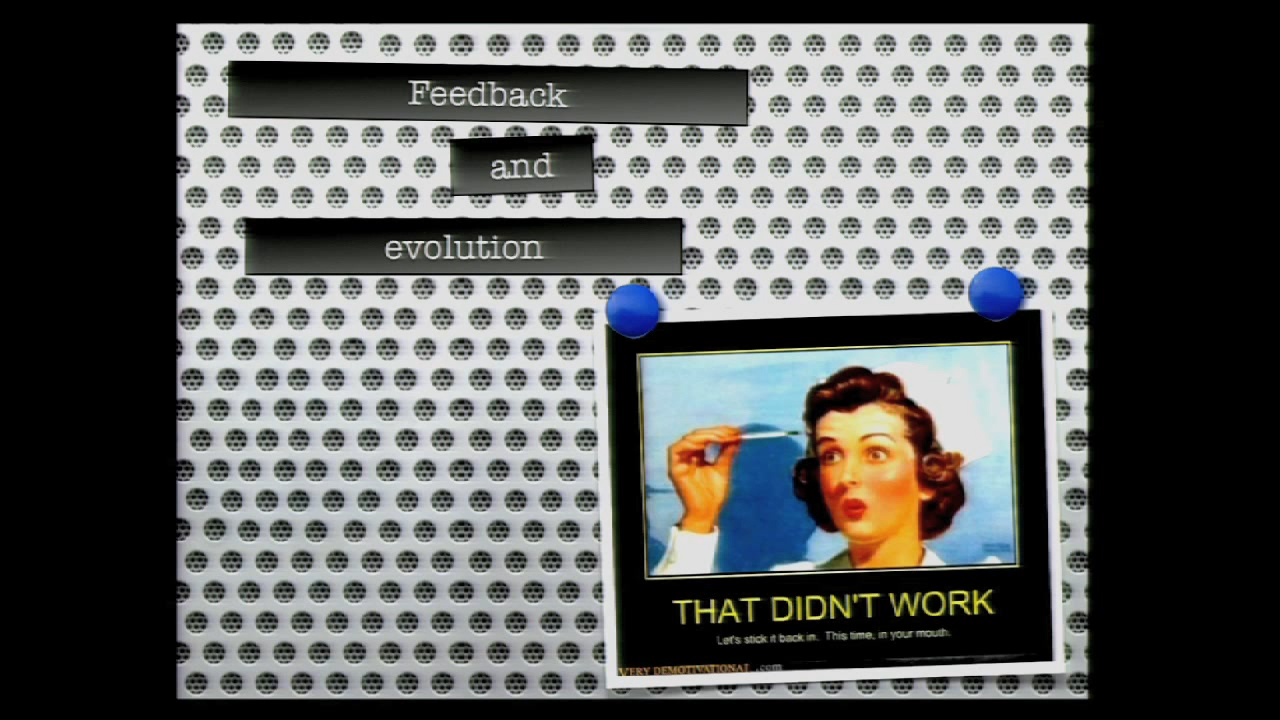 Feedback
and
evolution
THAT DIDN'T WORK
Let's stick it back in. This time, in your mouth.
VERY DEMOTIVATIONAL .com